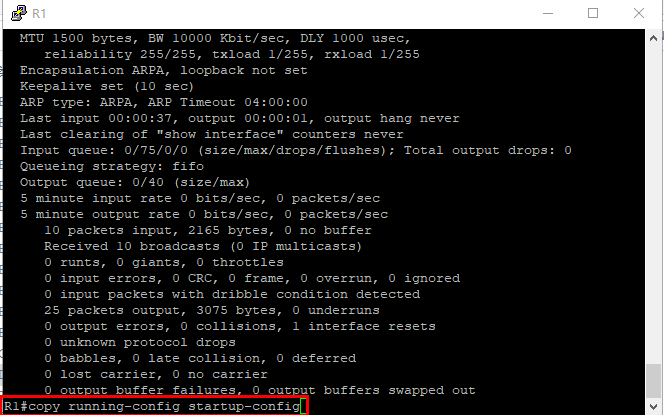 R1
MTU 1500 bytes, BW 10000 Kbit/sec, DLY 1000 usec,
reliability 255/255, txload 1/255, rxload 1/255
Encapsulation ARPA, loopback not set
Keepalive set (10 sec)
ARP type: ARPA, ARP Timeout 04:00:00
Last input 00:00:37, output 00:00:01, output hang never
Last clearing of "show interface" counters never
Input queue: 0/75/0/0 (size/max/drops/flushes); Total output drops: 0
Queueing strategy: fifo
Output queue: 0/40 (size/max)
5 minute input rate 0 bits/sec, 0 packets/sec
5 minute output rate 0 bits/sec, 0 packets/sec
10 packets input, 2165 bytes, 0 no buffer
Received 10 broadcasts (0 IP multicasts)
0 runts, 0 giants, 0 throttles
0 input errors, 0 CRC, 0 frame, 0 overrun, 0 ignored
0 input packets with dribble condition detected
25 packets output, 3075 bytes, 0 underruns
0 output errors, 0 collisions, 1 interface resets
0 unknown protocol drops
0 babbles, 0 late collision, 0 deferred
0 lost carrier, 0 no carrier
0 output buffer failures, 0 output buffers swapped out
R1#copy running-config startup-config